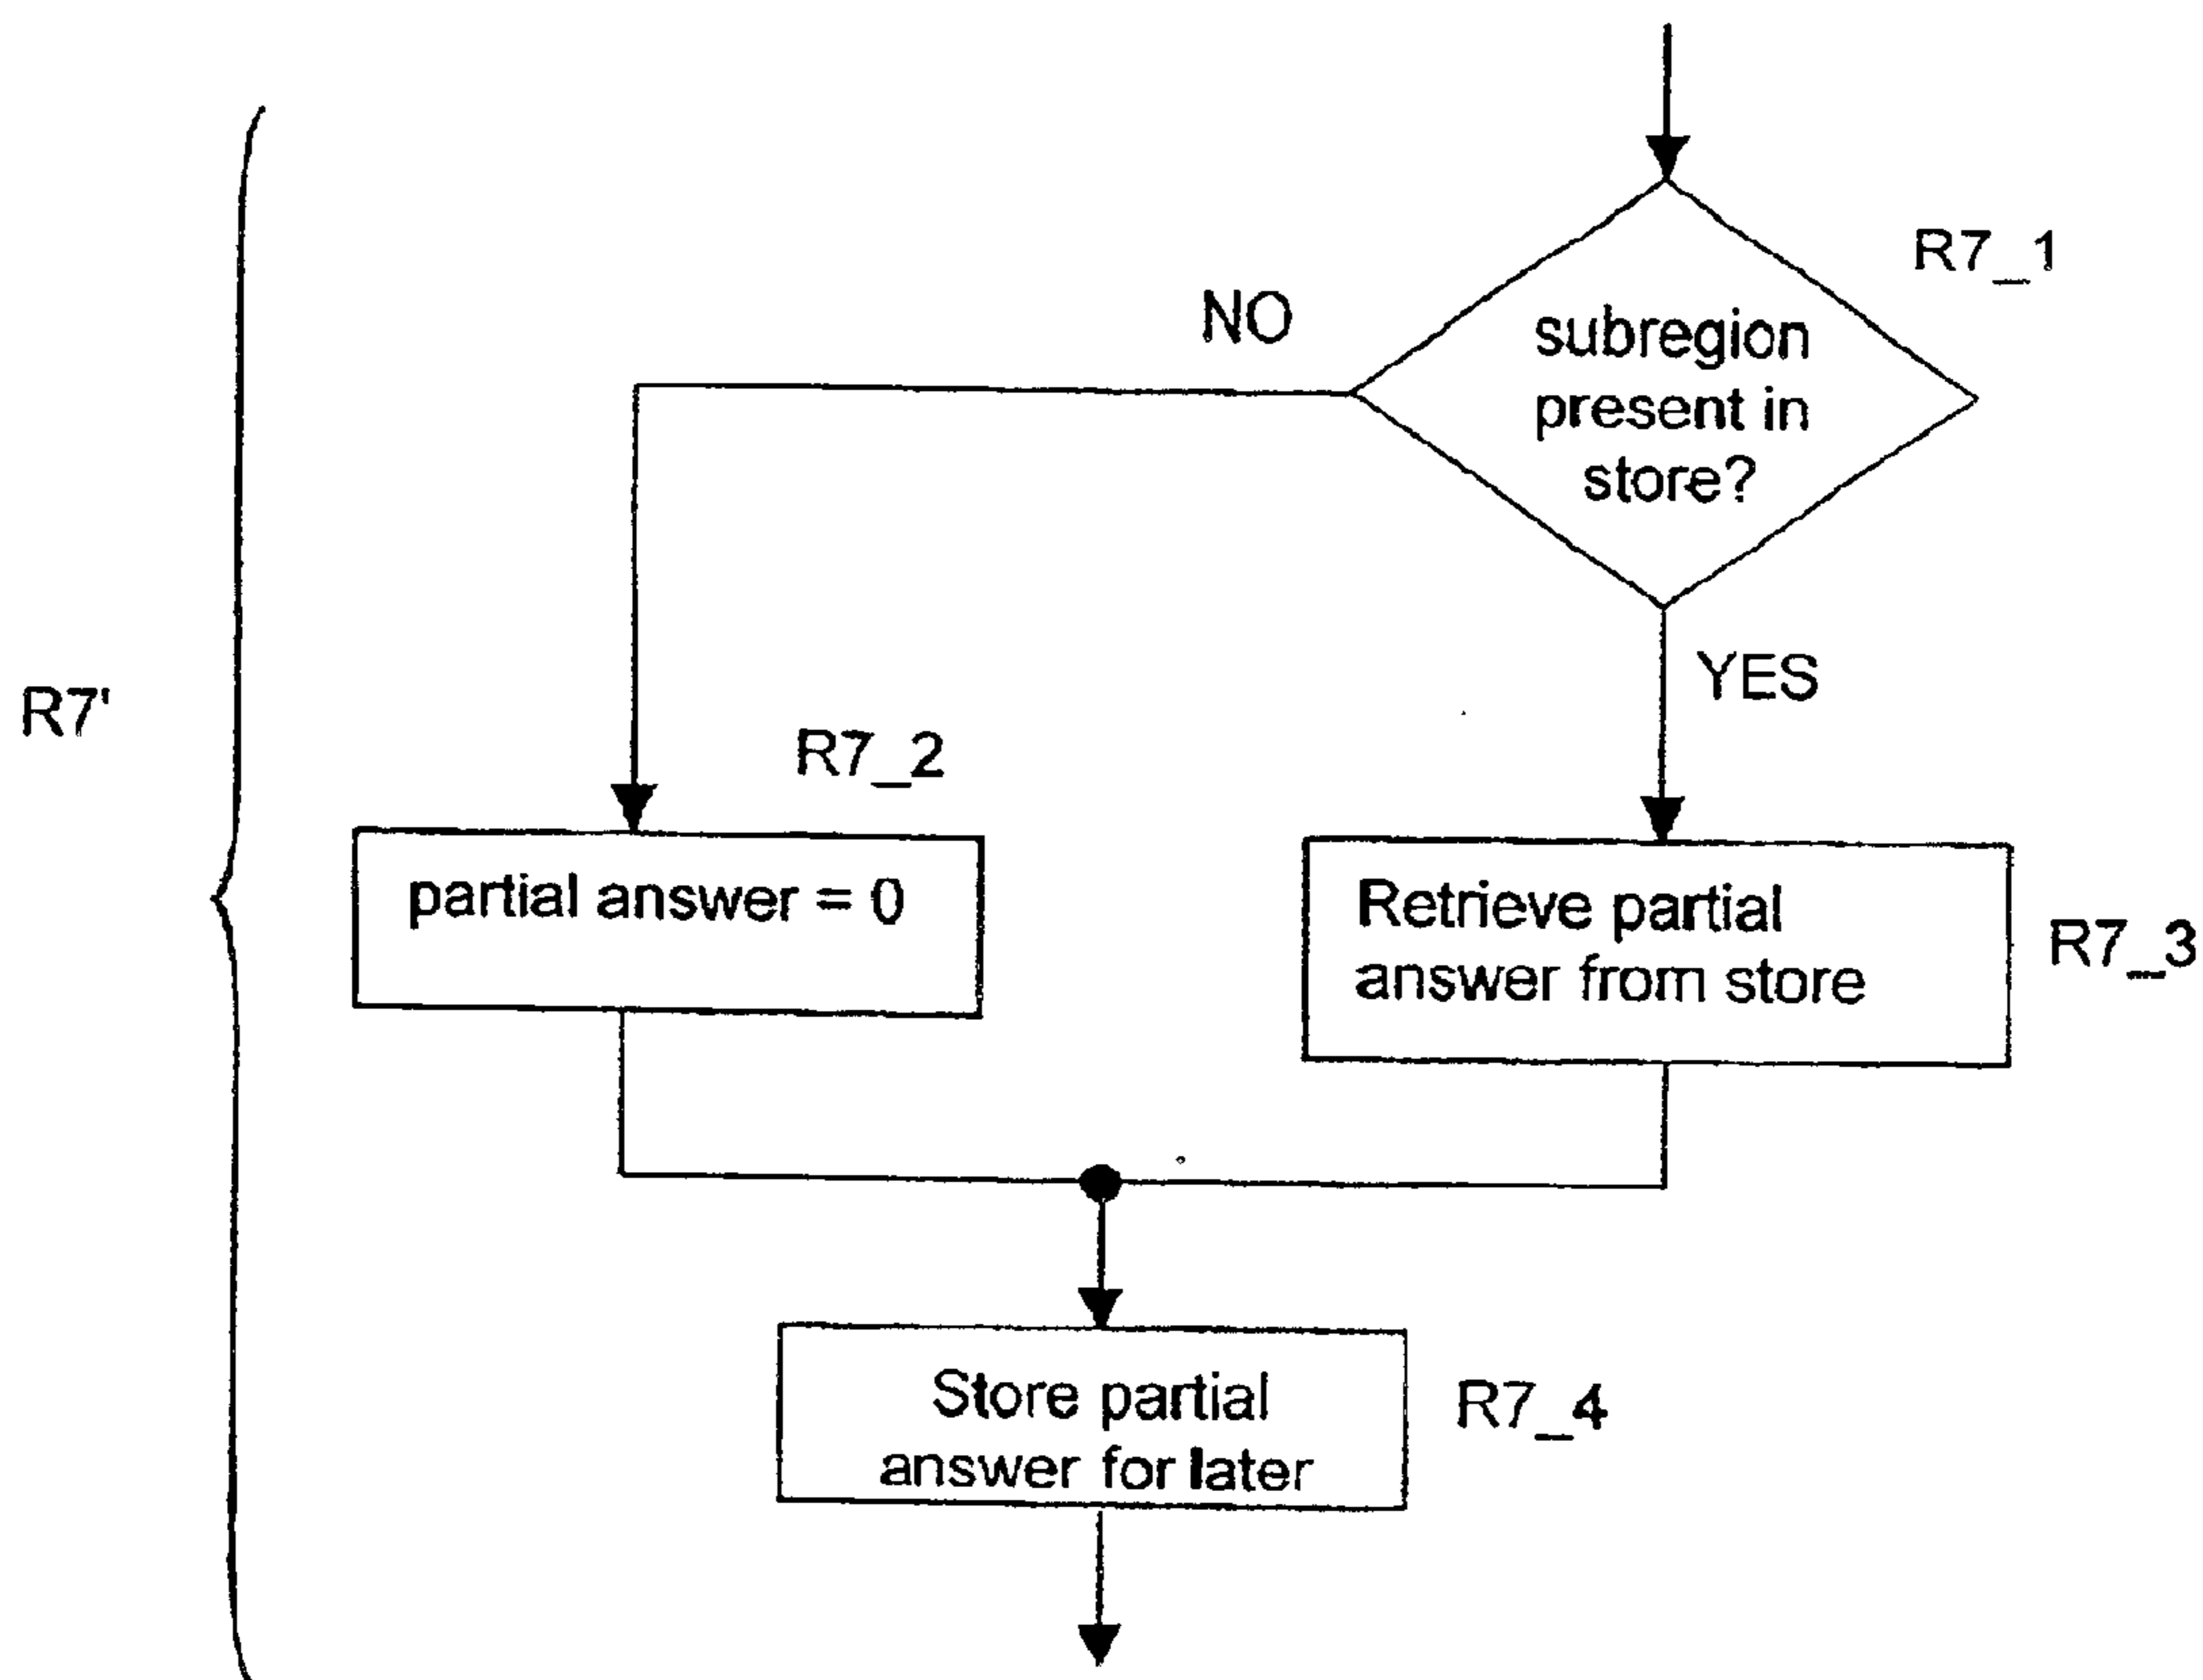 R7_1
NO
subregion
present in
store?
YES
R7'
R7_2
partial answer = 0
Retrieve partial
answer from store
R7_3
Store partial
answer for later
R7_4